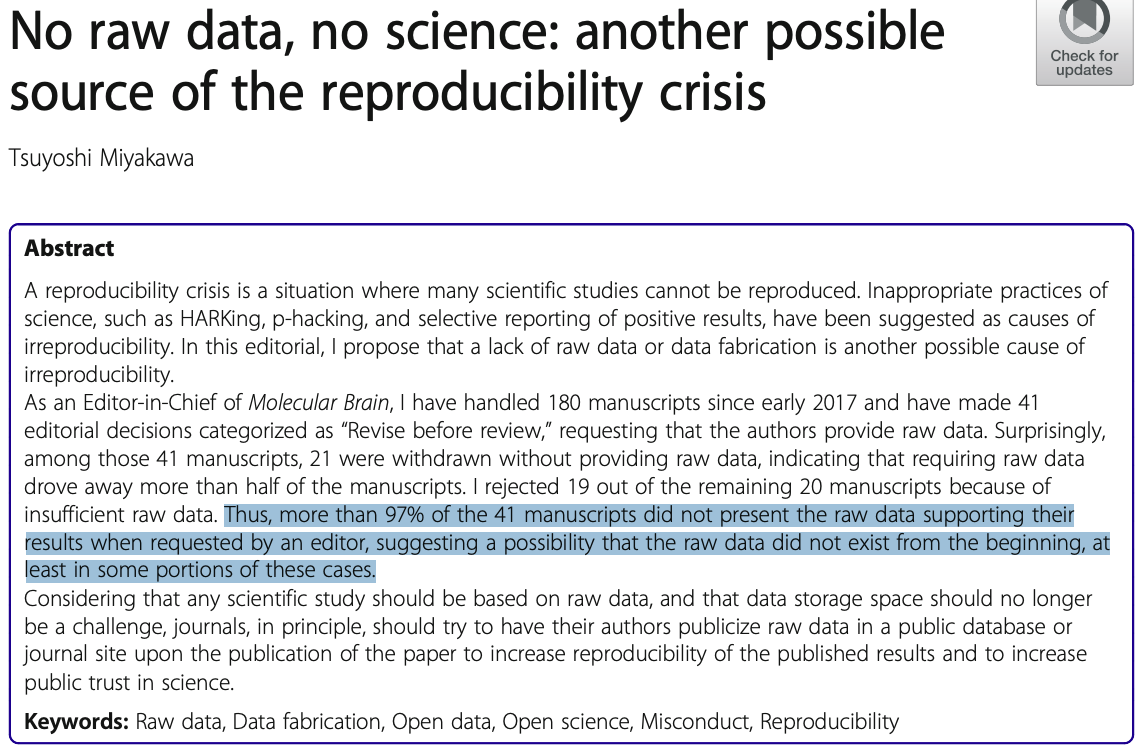 No raw data, no science: another possible
source of the reproducibility crisis
Check for
updates
Tsuyoshi Miyakawa
Abstract
A reproducibility crisis is a situation where many scientific studies cannot be reproduced. Inappropriate practices of
science, such as HARKing, p-hacking, and selective reporting of positive results, have been suggested as causes of
irreproducibility. In this editorial, I propose that a lack of raw data or data fabrication is another possible cause of
irreproducibility.
As an Editor-in-Chief of Molecular Brain, I have handled 180 manuscripts since early 2017 and have made 41
editorial decisions categorized as “Revise before review,” requesting that the authors provide raw data. Surprisingly,
among those 41 manuscripts, 21 were withdrawn without providing raw data, indicating that requiring raw data
drove away more than half of the manuscripts. I rejected 19 out of the remaining 20 manuscripts because of
insufficient raw data. Thus, more than 97% of the 41 manuscripts did not present the raw data supporting their
results when requested by an editor, suggesting a possibility that the raw data did not exist from the beginning, at
least in some portions of these cases.
Considering that any scientific study should be based on raw data, and that data storage space should no longer
be a challenge, journals, in principle, should try to have their authors publicize raw data in a public database or
journal site upon the publication of the paper to increase reproducibility of the published results and to increase
public trust in science.
Keywords: Raw data, Data fabrication, Open data, Open science, Misconduct, Reproducibility